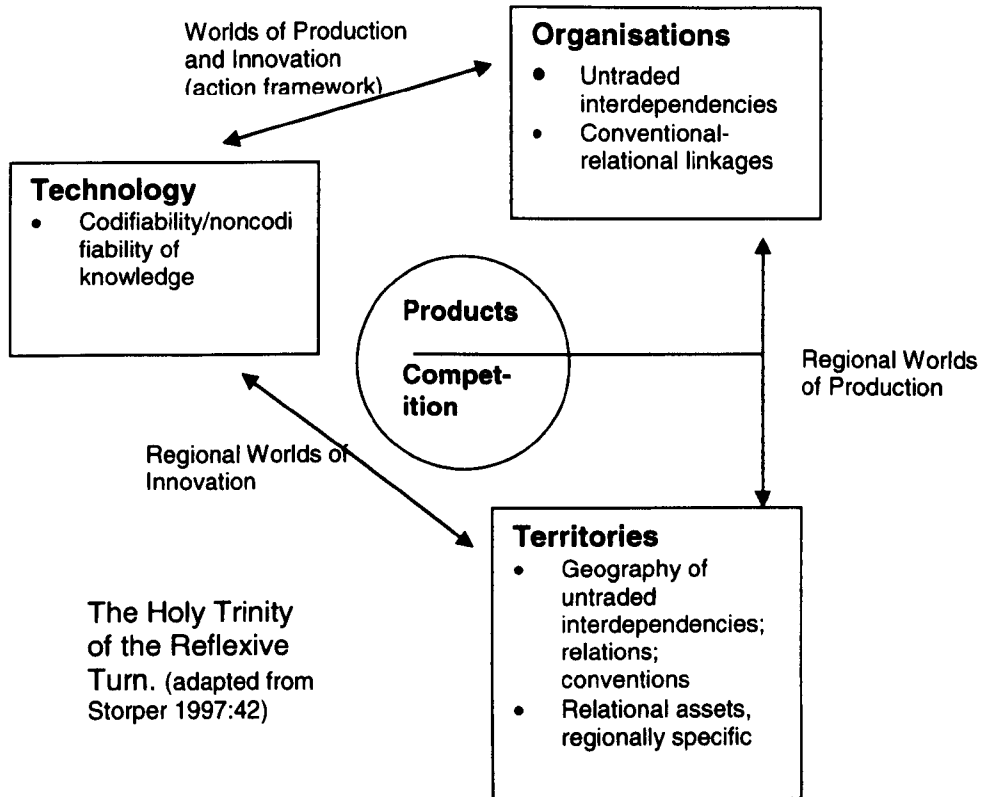 Worlds of Production
and Innovation
(action framework)
Organisations
• Untraded
interdependencies
• Conventional-
relational linkages
Technology
• Codifiability/noncodi
fiability of
knowledge
Products
Compet-
ition
Regional Worlds
of Production
Regional Worlds of
Innovation
Territories
• Geography of
untraded
interdependencies;
relations;
conventions
• Relational assets,
regionally specific
The Holy Trinity
of the Reflexive
Turn. (adapted from
Storper 1997:42)